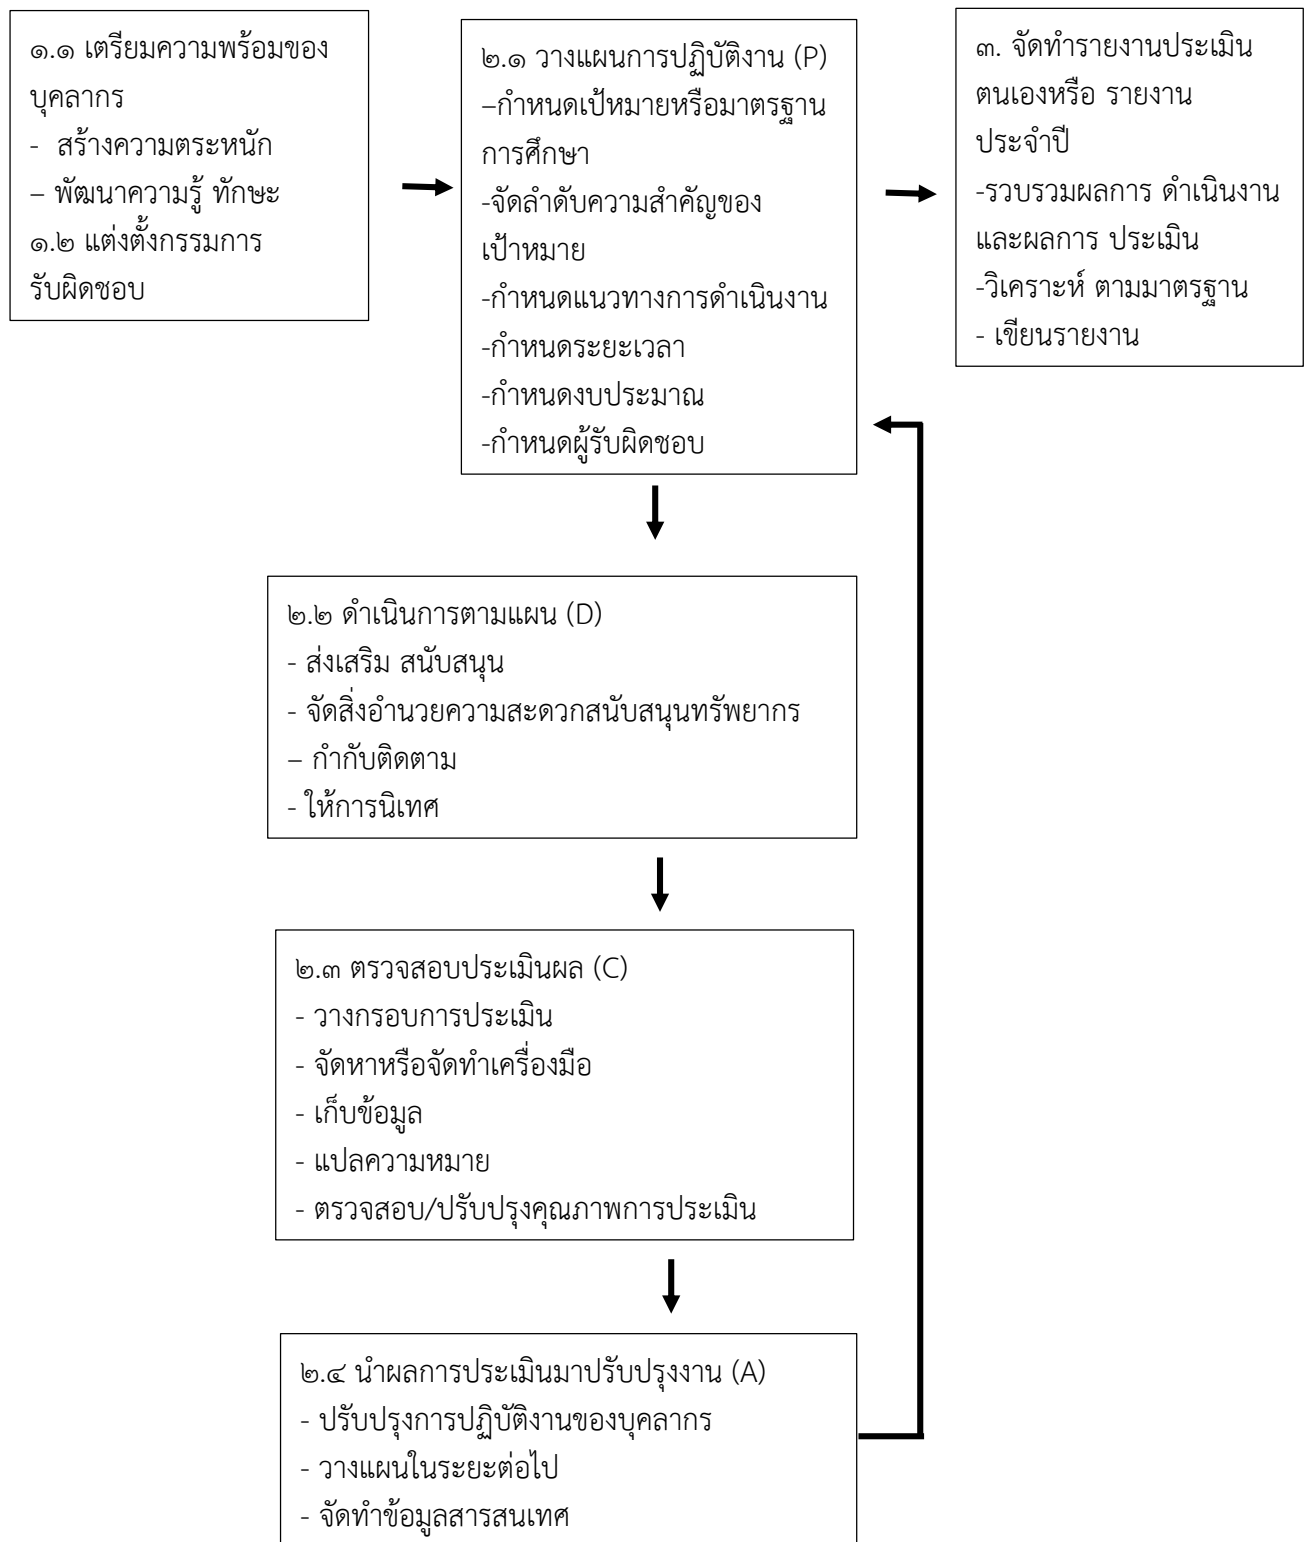 ๑.๑ เตรียมความพร้อมของ
บุคลากร
-  สร้างความตระหนัก
– พัฒนาความรู้ ทักษะ
๑.๒ แต่งตั้งกรรมการ
รับผิดชอบ
๒.๑ วางแผนการปฏิบัติงาน (P)
–กำหนดเป้หมายหรือมาตรฐาน
การศึกษา
-จัดลำดับความสำคัญของ
เป้าหมาย
-กำหนดแนวทางการดำเนินงาน
-กำหนดระยะเวลา
-กำหนดงบประมาณ
-กำหนดผู้รับผิดชอบ
๓. จัดทำรายงานประเมิน
ตนเองหรือ รายงาน
ประจำปี
-รวบรวมผลการ ดำเนินงาน
และผลการ ประเมิน
-วิเคราะห์ ตามมาตรฐาน
- เขียนรายงาน
๒.๒ ดำเนินการตามแผน (D)
- ส่งเสริม สนับสนุน
- จัดสิ่งอำนวยความสะดวกสนับสนุนทรัพยากร
– กำกับติดตาม
- ให้การนิเทศ
๒.๓ ตรวจสอบประเมินผล (C)
- วางกรอบการประเมิน
- จัดหาหรือจัดทำเครื่องมือ
- เก็บข้อมูล
- แปลความหมาย
- ตรวจสอบ/ปรับปรุงคุณภาพการประเมิน
๒.๔ นำผลการประเมินมาปรับปรุงงาน (A)
- ปรับปรุงการปฏิบัติงานของบุคลากร
- วางแผนในระยะต่อไป
- จัดทำข้อมูลสารสนเทศ